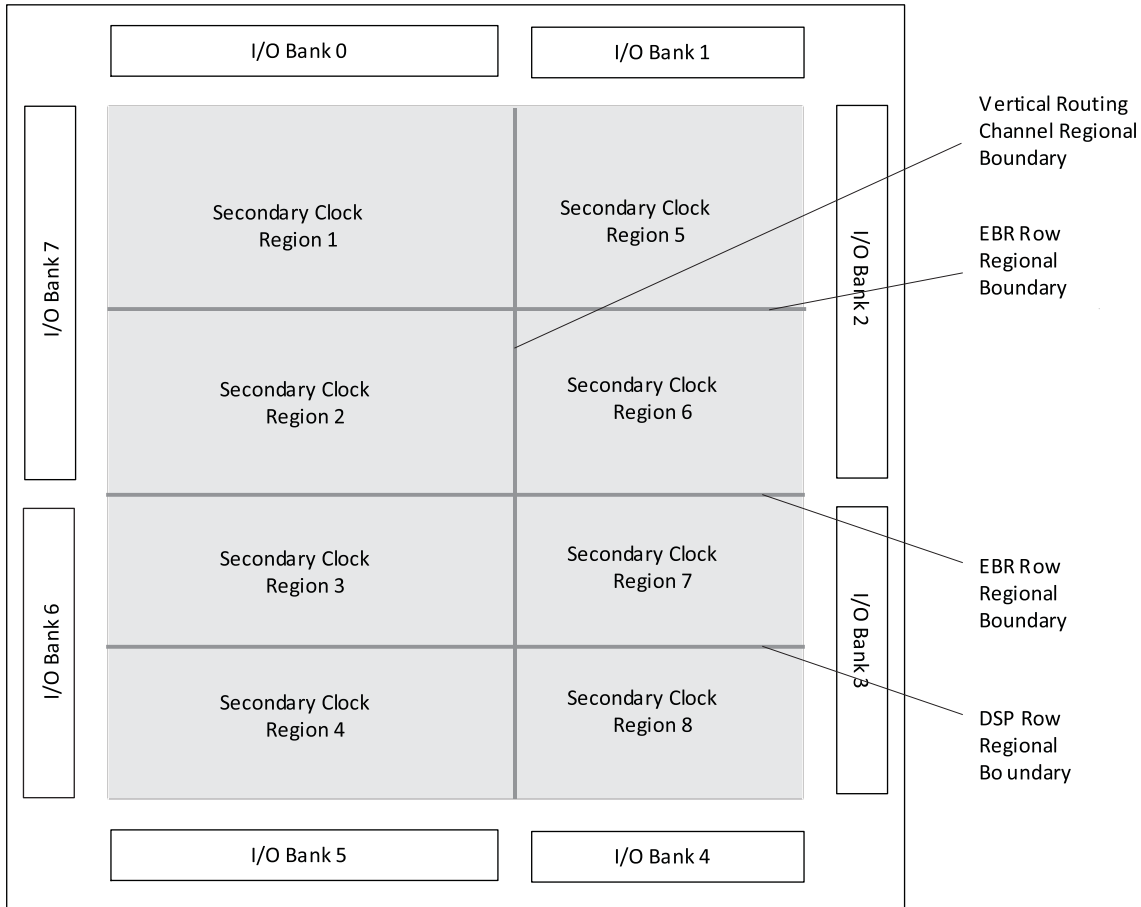 I/O Bank 0
I/O Bank 1
Vertical Routing
Channel Regional
Boundary
I/O Bank 7
Secondary Clock
Region 1
Secondary Clock
Region 5
I/O Bank 2
EBR Row
Regional
Boundary
Secondary Clock
Region 2
Secondary Clock
Region 6
I/O Bank 6
Secondary Clock
Region 3
Secondary Clock
Region 7
I/O Bank 3
EBR Row
Regional
Boundary
Secondary Clock
Region 4
Secondary Clock
Region 8
DSP Row
Regional
Boundary
I/O Bank 5
I/O Bank 4